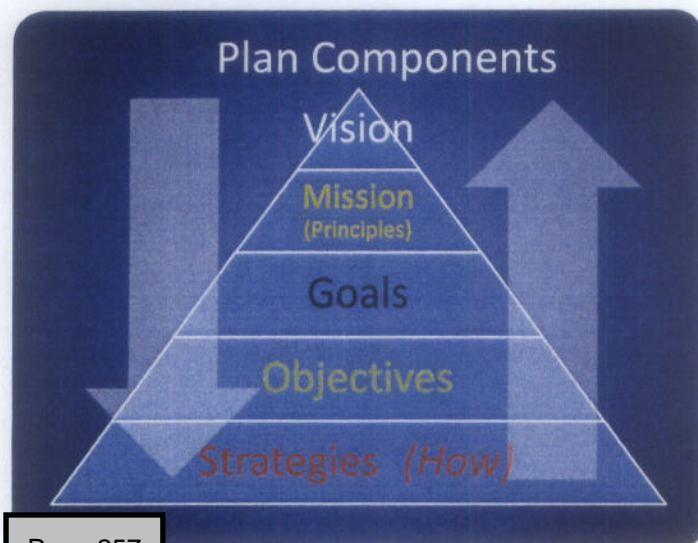 Plan Components
Vision
Mission
(Principles)
Goals
Objectives
Strategies (How)